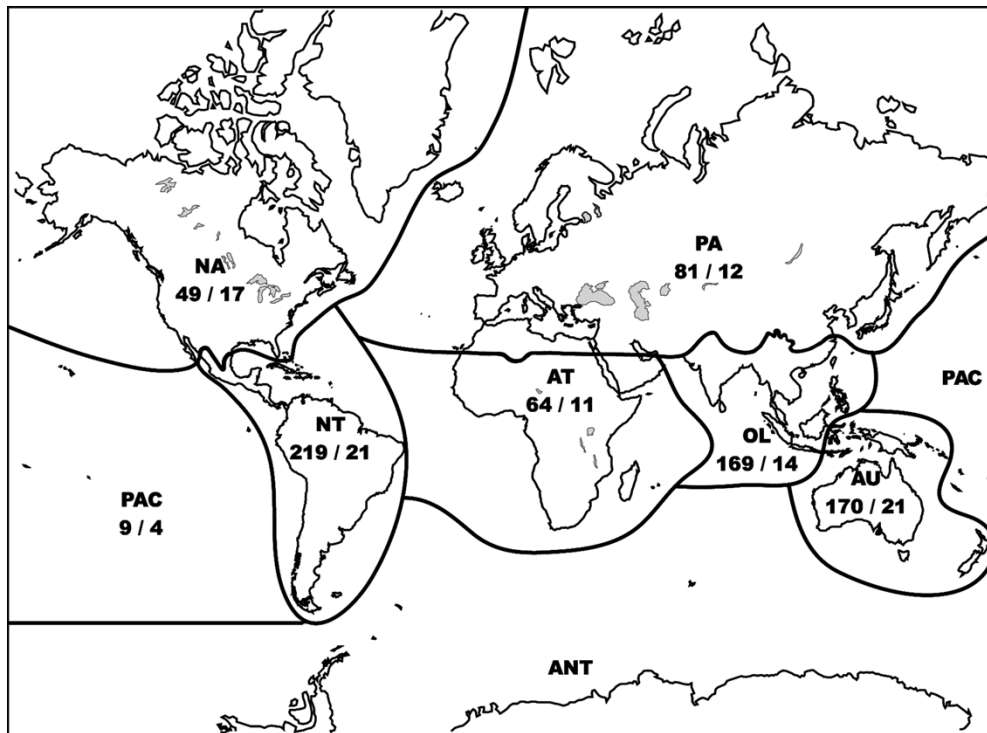 NA
49 / 17
PA
81 / 12
AT
64 / 11
PAC
NT
219 / 21
OL
169 / 14
AU
170 / 21
PAC
9 / 4
ANT